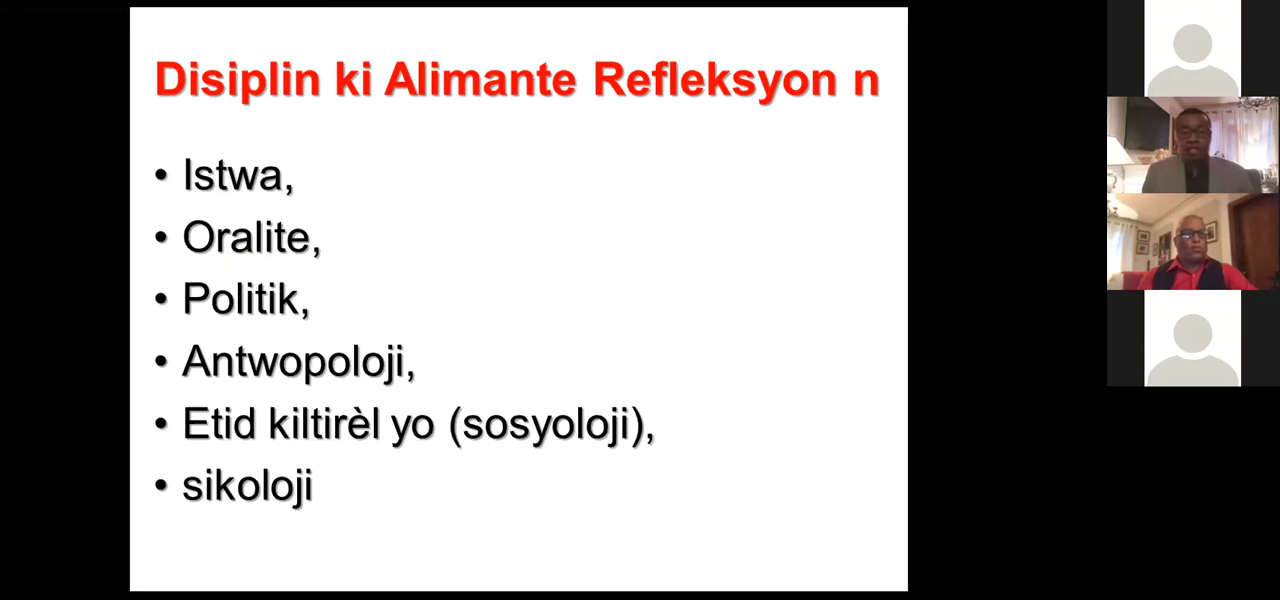 Disiplin ki Alimante Refleksyon n
• Istwa,
• Oralite,
• Politik,
• Antwopoloji,
• Etid kiltirèl yo (sosyoloji),
• sikoloji